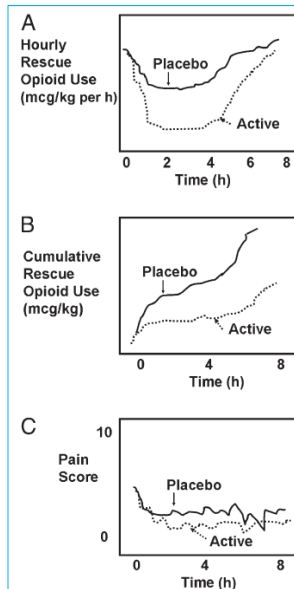 A
Hourly
Rescue
Opioid Use
(mcg/kg per h)
Placebo
Active
0 2 4 6 8
Time (h)
B
Cumulative
Rescue
Opioid Use
(mcg/kg)
Placebo
Active
0 4 8
Time (h)
C
10
Pain
Score
0
Placebo
Active
0 4 8
Time (h)